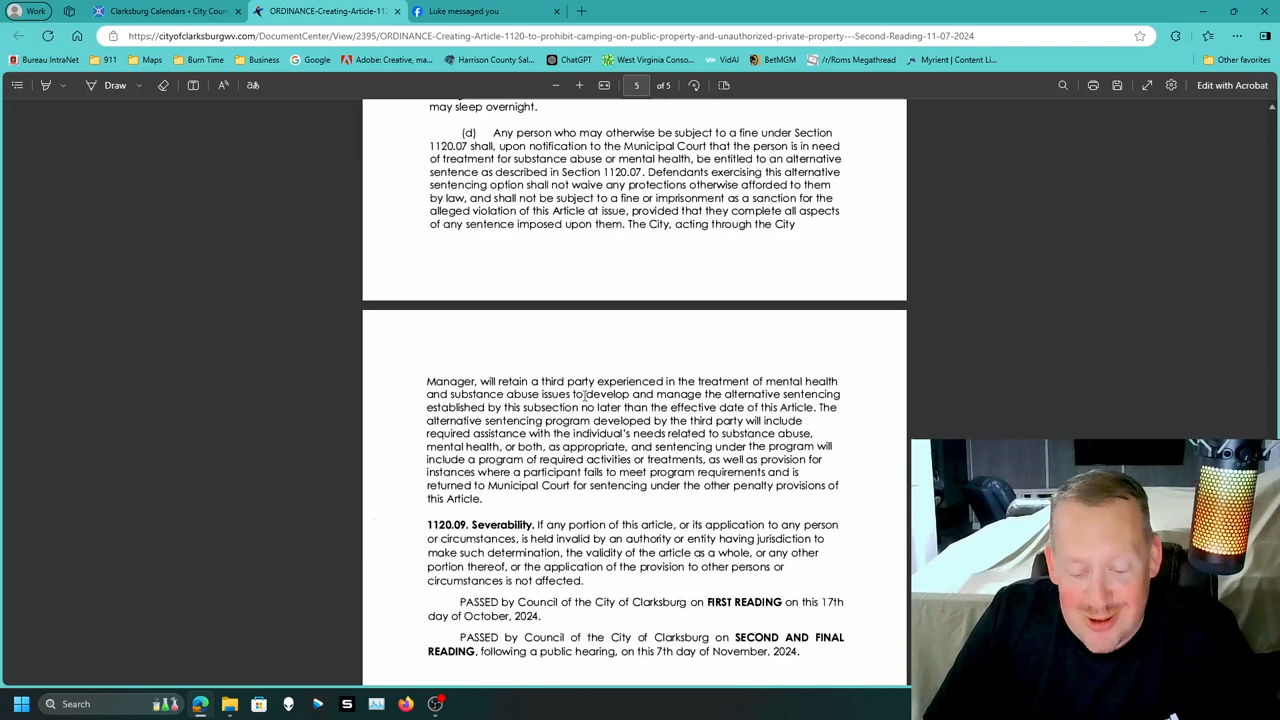 Work
Clarksburg Calendars • City Coun
ORDINANCE-Creating-Article-112
Luke messaged you
https://cityofclarksburgwv.com/DocumentCenter/View/2395/ORDINANCE-Creating-Article-1120-to-prohibit-camping-on-public-property-and-unauthorized-private-property---Second-Reading-11-07-2024
Bureau IntraNet
911
Maps
Burn Time
Business
Google
Adobe: Creative, ma...
Harrison County Sal...
ChatGPT
West Virginia Conso...
VidAI
BetMGM
/r/Roms Megathread
Myrient | Content Li...
Other favorites
Draw
5 of 5
Edit with Acrobat
may sleep overnight.
(d) Any person who may otherwise be subject to a fine under Section
1120.07 shall, upon notification to the Municipal Court that the person is in need
of treatment for substance abuse or mental health, be entitled to an alternative
sentence as described in Section 1120.07. Defendants exercising this alternative
sentencing option shall not waive any protections otherwise afforded to them
by law, and shall not be subject to a fine or imprisonment as a sanction for the
alleged violation of this Article at issue, provided that they complete all aspects
of any sentence imposed upon them. The City, acting through the City
Manager, will retain a third party experienced in the treatment of mental health
and substance abuse issues to develop and manage the alternative sentencing
established by this subsection no later than the effective date of this Article. The
alternative sentencing program developed by the third party will include
required assistance with the individual's needs related to substance abuse,
mental health, or both, as appropriate, and sentencing under the program will
include a program of required activities or treatments, as well as provision for
instances where a participant fails to meet program requirements and is
returned to Municipal Court for sentencing under the other penalty provisions of
this Article.
1120.09. Severability. If any portion of this article, or its application to any person
or circumstances, is held invalid by an authority or entity having jurisdiction to
make such determination, the validity of the article as a whole, or any other
portion thereof, or the application of the provision to other persons or
circumstances is not affected.
PASSED by Council of the City of Clarksburg on FIRST READING on this 17th
day of October, 2024.
PASSED by Council of the City of Clarksburg on SECOND AND FINAL
READING, following a public hearing, on this 7th day of November, 2024.
Search